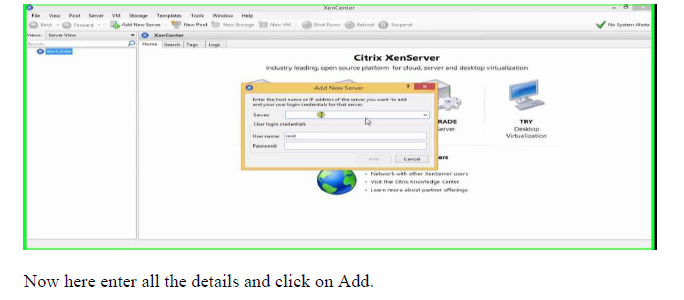 XenCenter
File View Pool Server VM Storage Templates Tools Window Help
Back Forward Add New Server New Pool New Storage New VM Shut Down Reboot Suspend No System Alerts
Views: Server View XenCenter
Search... Home Search Tags Logs
XenCenter
Citrix XenServer
Industry leading, open source platform for cloud, server and desktop virtualization
Add New Server
Enter the host name or IP address of the server you want to add
and your user login credentials for that server.
Server:
User login credentials
User name: root
Password:
Add Cancel
TRY
Desktop
Virtualization
Network with other XenServer users
Visit the Citrix Knowledge Center
Learn more about partner offerings
Now here enter all the details and click on Add.